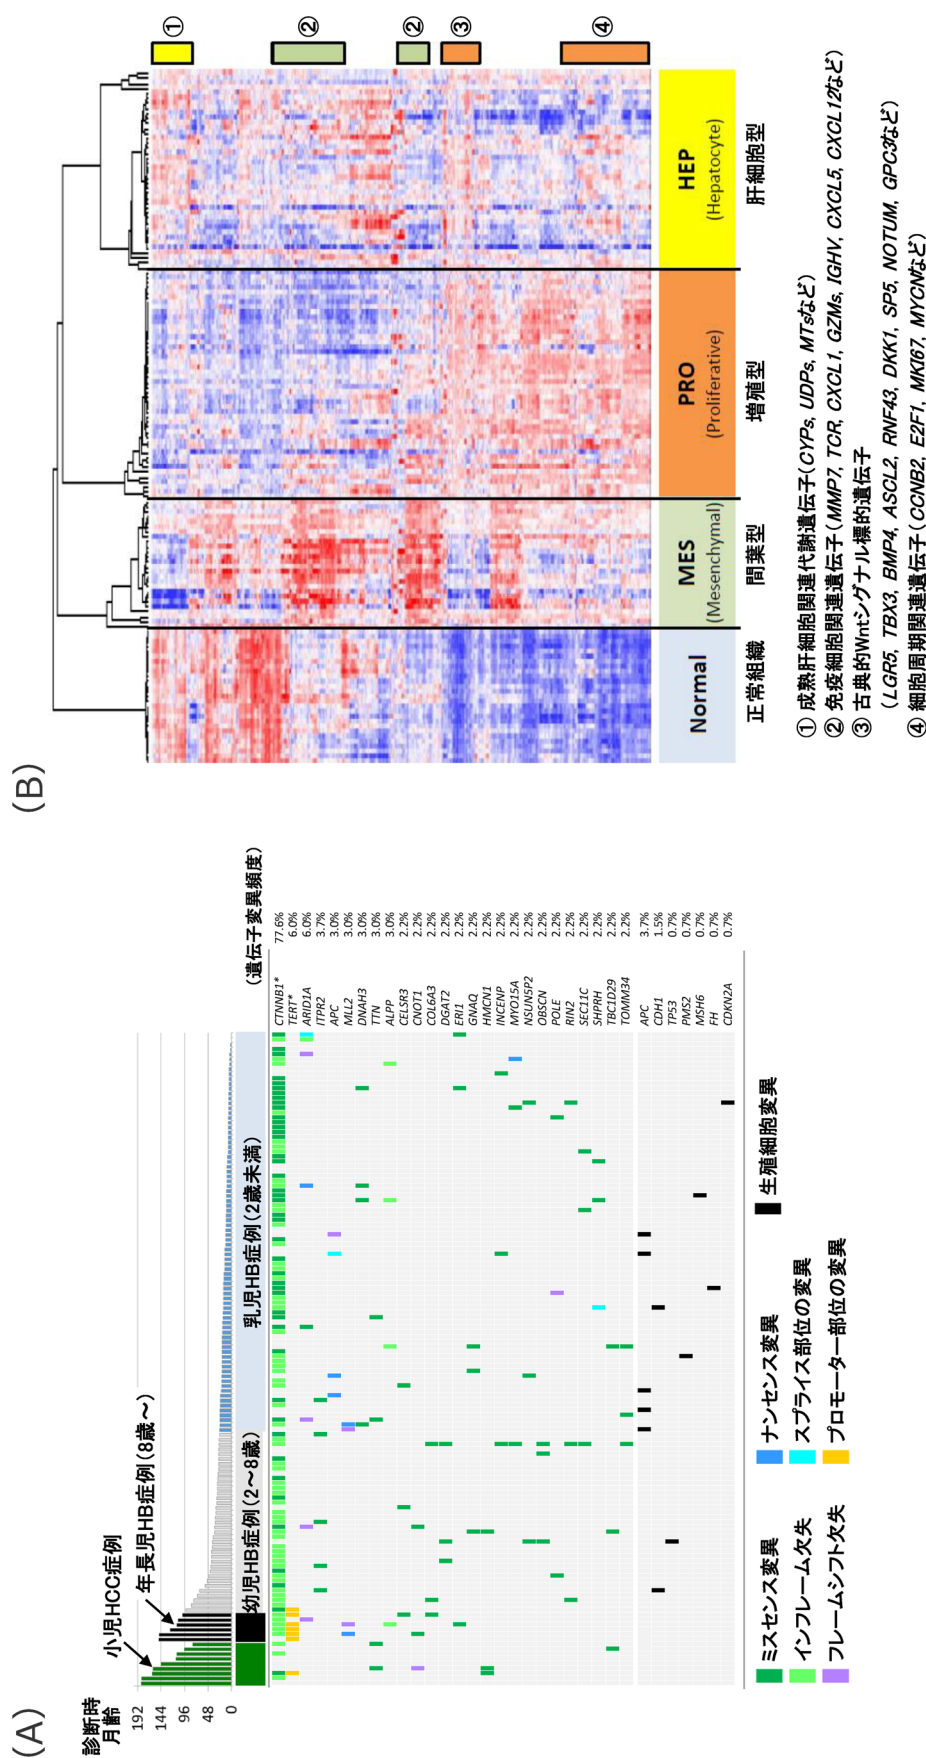 (A)
診断時
月齢
192
144
96
48
0
小児HCC症例
年長児HB症例(8歳～)
幼児HB症例(2～8歳)
乳児HB症例(2歳未満)
(遺伝子変異頻度)
CTNNB1* 77.6%
TERT* 6.0%
ARID1A 6.0%
ITPR2 3.7%
APC 3.0%
MLL2 3.0%
DNAH3 3.0%
TTN 3.0%
ALPP 3.0%
CELSR3 2.2%
CNOT1 2.2%
COL6A3 2.2%
DGAT2 2.2%
ERI1 2.2%
GNAQ 2.2%
HMCN1 2.2%
INCENP 2.2%
MYO15A 2.2%
NSUN5P2 2.2%
OBSCN 2.2%
POLE 2.2%
RIN2 2.2%
SEC11C 2.2%
SHPRH 2.2%
TBC1D29 2.2%
TOMM34 2.2%
APC 3.7%
CDH1 1.5%
TP53 0.7%
PMS2 0.7%
MSH6 0.7%
FH 0.7%
CDKN2A 0.7%
ミスセンス変異
ナンセンス変異
生殖細胞変異
インフレーム欠失
スプライス部位の変異
フレームシフト欠失
プロモーター部位の変異
(B)
①
②
②
③
④
Normal
MES
(Mesenchymal)
PRO
(Proliferative)
HEP
(Hepatocyte)
正常組織
間葉型
増殖型
肝細胞型
① 成熟肝細胞関連代謝遺伝子(CYPs, UDPs, MTsなど)
② 免疫細胞関連遺伝子(MMP7, TCR, CXCL1, GZMs, IGHV, CXCL5, CXCL12など)
③ 古典的Wntシグナル標的遺伝子
(LGR5, TBX3, BMP4, ASCL2, RNF43, DKK1, SP5, NOTUM, GPC3など)
④ 細胞周期関連遺伝子(CCNB2, E2F1, MKI67, MYCNなど)